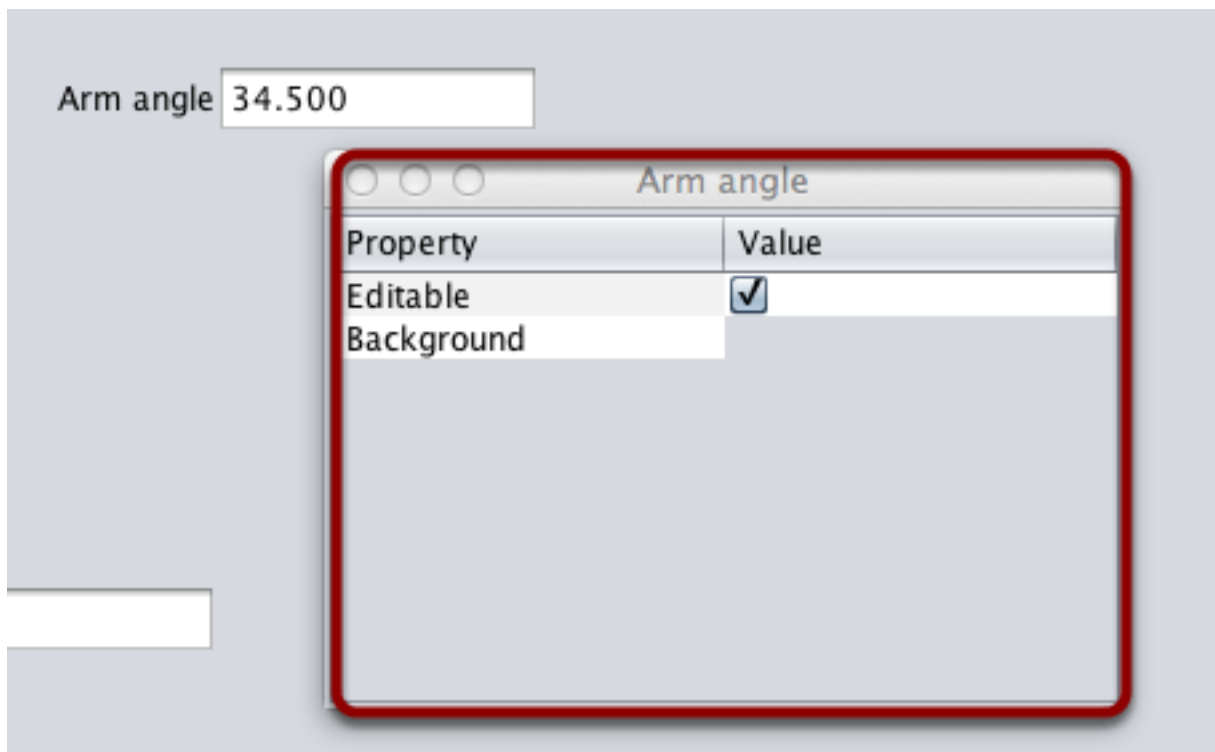 Arm angle 34.500
Arm angle
Property Value
Editable
Background